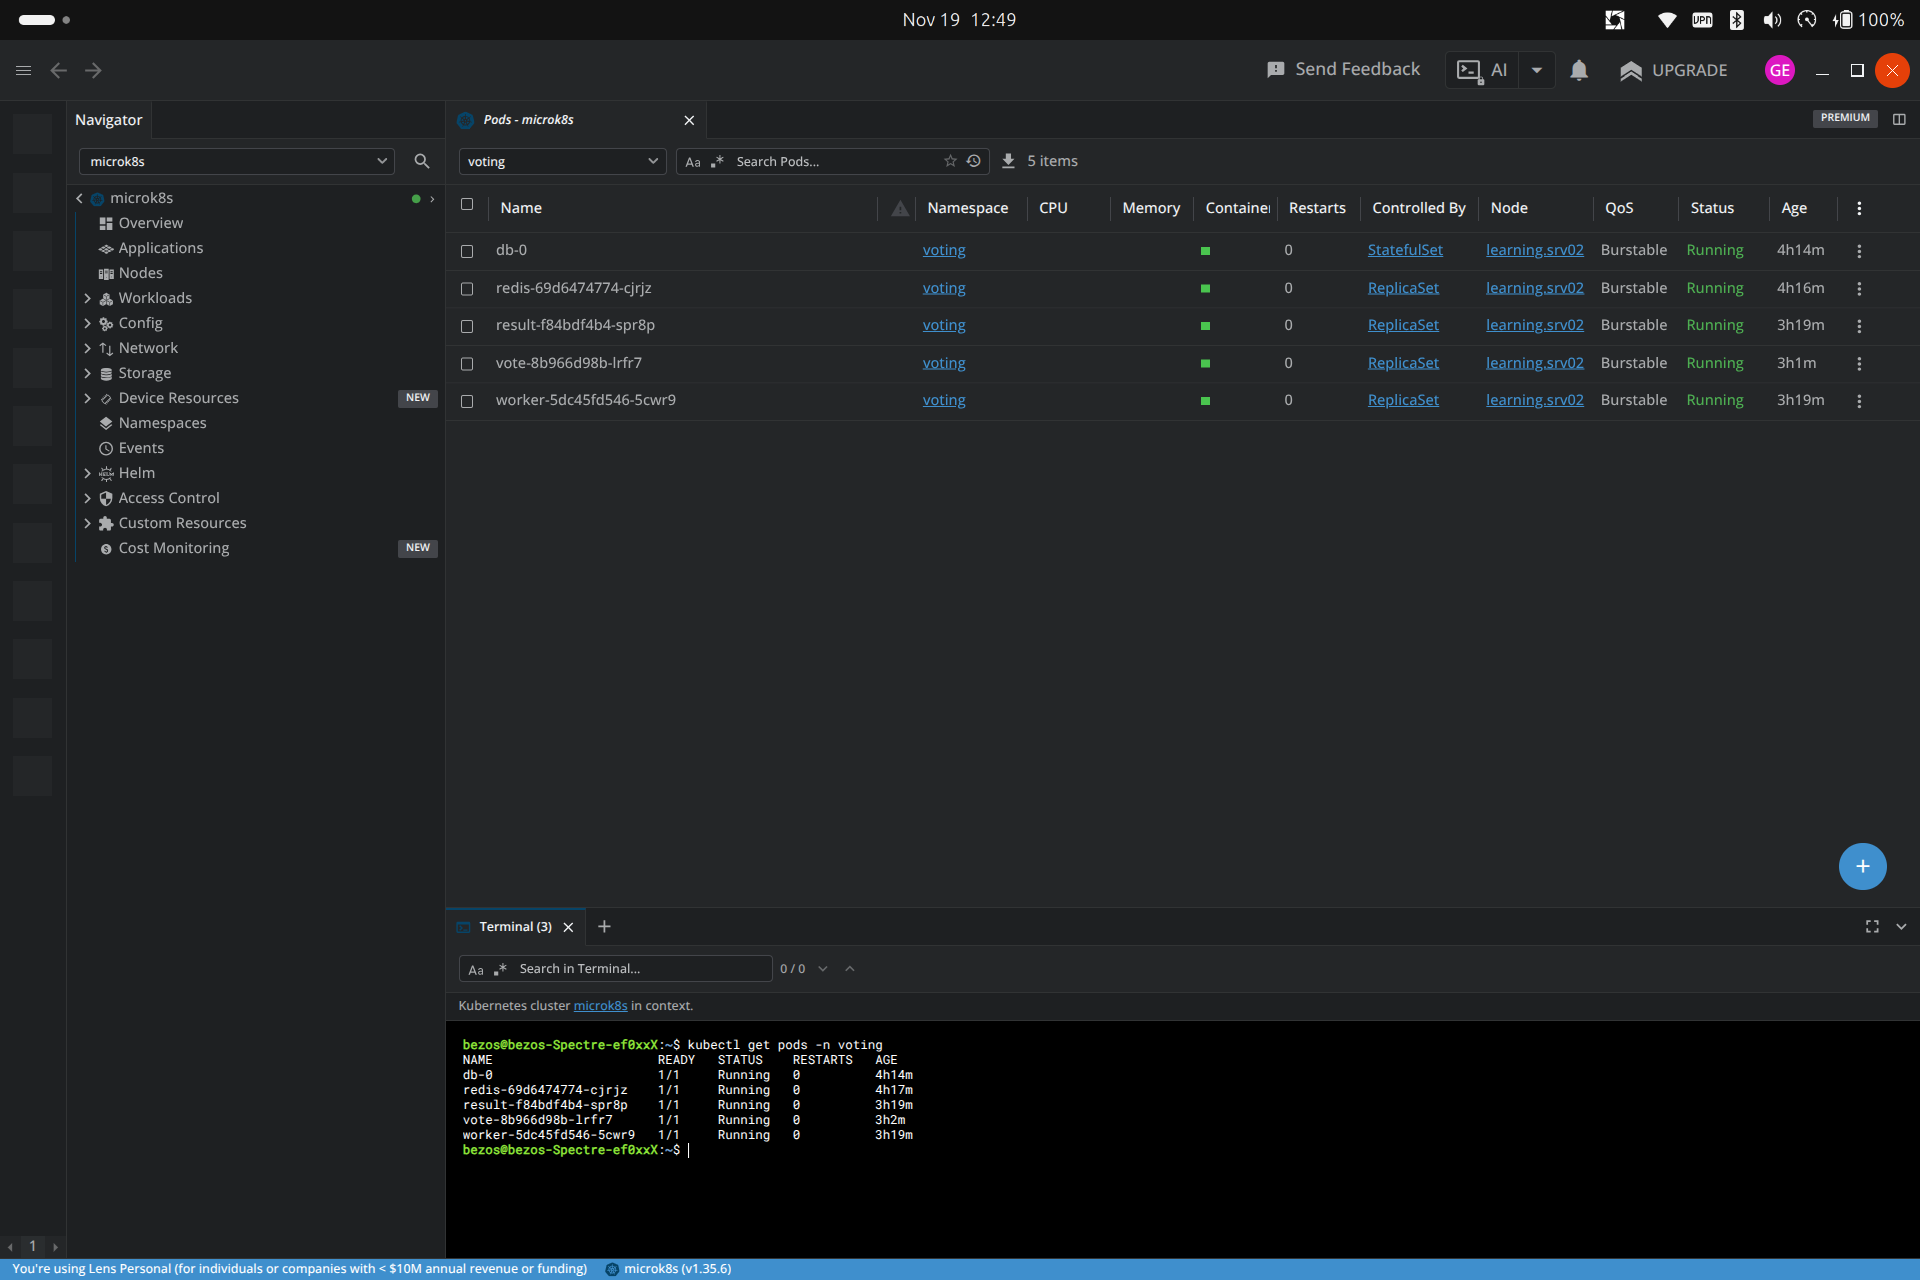 Nov 19 12:49
VPN
100%
Send Feedback
AI
UPGRADE
GE
Navigator
Pods - microk8s
PREMIUM
microk8s
voting
Aa .* Search Pods...
5 items
microk8s
Overview
Applications
Nodes
Workloads
Config
Network
Storage
Device Resources NEW
Namespaces
Events
Helm
Access Control
Custom Resources
Cost Monitoring NEW
Name Namespace CPU Memory Container Restarts Controlled By Node QoS Status Age
db-0 voting 0 StatefulSet learning.srv02 Burstable Running 4h14m
redis-69d6474774-cjrjz voting 0 ReplicaSet learning.srv02 Burstable Running 4h16m
result-f84bdf4b4-spr8p voting 0 ReplicaSet learning.srv02 Burstable Running 3h19m
vote-8b966d98b-lrfr7 voting 0 ReplicaSet learning.srv02 Burstable Running 3h1m
worker-5dc45fd546-5cwr9 voting 0 ReplicaSet learning.srv02 Burstable Running 3h19m
Terminal (3)
Aa .* Search in Terminal... 0 / 0
Kubernetes cluster microk8s in context.
bezos@bezos-Spectre-ef0xxX:~$ kubectl get pods -n voting
NAME READY STATUS RESTARTS AGE
db-0 1/1 Running 0 4h14m
redis-69d6474774-cjrjz 1/1 Running 0 4h17m
result-f84bdf4b4-spr8p 1/1 Running 0 3h19m
vote-8b966d98b-lrfr7 1/1 Running 0 3h2m
worker-5dc45fd546-5cwr9 1/1 Running 0 3h19m
bezos@bezos-Spectre-ef0xxX:~$
1
You're using Lens Personal (for individuals or companies with < $10M annual revenue or funding) microk8s (v1.35.6)